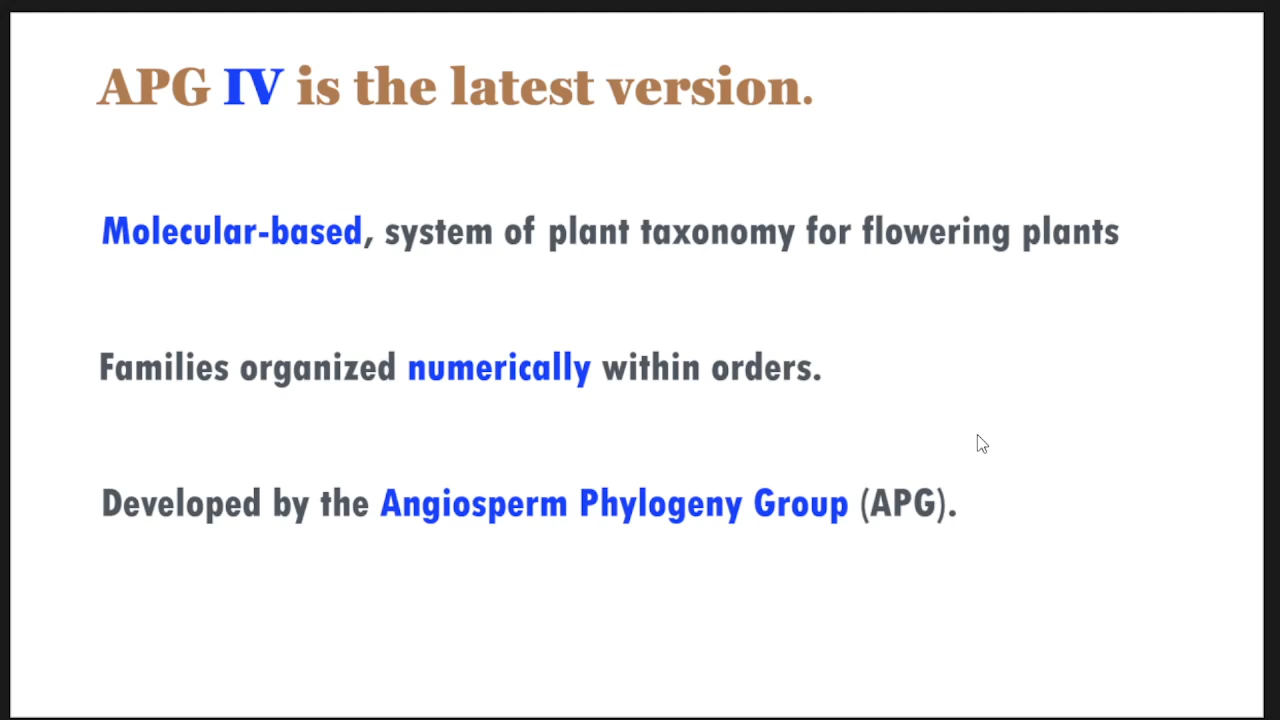 APG IV is the latest version.
Molecular-based, system of plant taxonomy for flowering plants
Families organized numerically within orders.
Developed by the Angiosperm Phylogeny Group (APG).